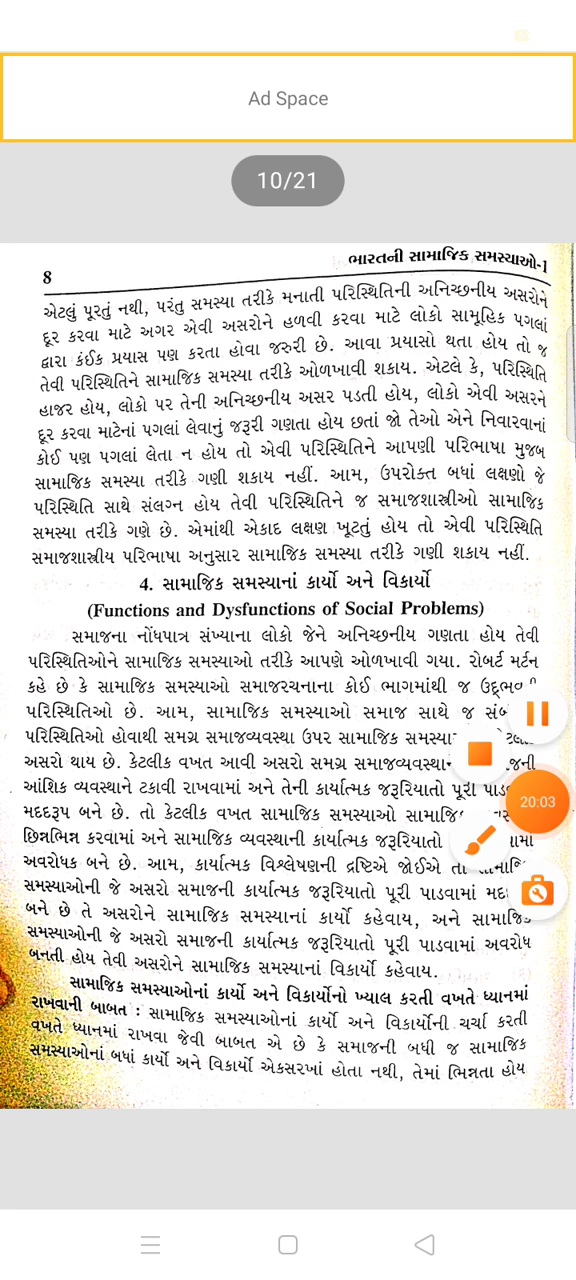 Ad Space
10/21
8
ભારતની સામાજિક સમસ્યાઓ-1
એટલું પૂરતું નથી, પરંતુ સમસ્યા તરીકે મનાતી પરિસ્થિતિની અનિચ્છનીય અસરોને
દૂર કરવા માટે અગર એવી અસરોને હળવી કરવા માટે લોકો સામૂહિક પગલાં
દ્વારા કંઈક પ્રયાસ પણ કરતા હોવા જરુરી છે. આવા પ્રયાસો થતા હોય તો જ
તેવી પરિસ્થિતિને સામાજિક સમસ્યા તરીકે ઓળખાવી શકાય. એટલે કે, પરિસ્થિતિ
હાજર હોય, લોકો પર તેની અનિચ્છનીય અસર પડતી હોય, લોકો એવી અસરને
દૂર કરવા માટેનાં પગલાં લેવાનું જરૂરી ગણતા હોય છતાં જો તેઓ એને નિવારવાનાં
કોઈ પણ પગલાં લેતા ન હોય તો એવી પરિસ્થિતિને આપણી પરિભાષા મુજબ
સામાજિક સમસ્યા તરીકે ગણી શકાય નહીં. આમ, ઉપરોક્ત બધાં લક્ષણો જે
પરિસ્થિતિ સાથે સંલગ્ન હોય તેવી પરિસ્થિતિને જ સમાજશાસ્ત્રીઓ સામાજિક
સમસ્યા તરીકે ગણે છે. એમાંથી એકાદ લક્ષણ ખૂટતું હોય તો એવી પરિસ્થિતિ
સમાજશાસ્ત્રીય પરિભાષા અનુસાર સામાજિક સમસ્યા તરીકે ગણી શકાય નહીં.
4. સામાજિક સમસ્યાનાં કાર્યો અને વિકાર્યો
(Functions and Dysfunctions of Social Problems)
સમાજના નોંધપાત્ર સંખ્યાના લોકો જેને અનિચ્છનીય ગણતા હોય તેવી
પરિસ્થિતિઓને સામાજિક સમસ્યાઓ તરીકે આપણે ઓળખાવી ગયા. રોબર્ટ મર્ટન
કહે છે કે સામાજિક સમસ્યાઓ સમાજરચનાના કોઈ ભાગમાંથી જ
પરિસ્થિતિઓ છે. આમ, સામાજિક સમસ્યાઓ સમાજ સાથે જ
પરિસ્થિતિઓ હોવાથી સમગ્ર સમાજવ્યવસ્થા ઉપર સામાજિક
અસરો થાય છે. કેટલીક વખત આવી અસરો સમગ્ર
આંશિક વ્યવસ્થાને ટકાવી રાખવામાં અને તેની કાર્યાત્મક જરૂરિયાતો પૂરી
મદદરૂપ બને છે. તો કેટલીક વખત સામાજિક સમસ્યાઓ
છિન્નભિન્ન કરવામાં અને સામાજિક વ્યવસ્થાની કાર્યાત્મક જરૂરિયાતો
અવરોધક બને છે. આમ, કાર્યાત્મક વિશ્લેષણની દ્રષ્ટિએ જોઈએ તો
સમસ્યાઓની જે અસરો સમાજની કાર્યાત્મક જરૂરિયાતો પૂરી પાડવામાં
બને છે તે અસરોને સામાજિક સમસ્યાનાં કાર્યો કહેવાય, અને સામાજિક
સમસ્યાઓની જે અસરો સમાજની કાર્યાત્મક જરૂરિયાતો પૂરી પાડવામાં અવરોધ
બનતી હોય તેવી અસરોને સામાજિક સમસ્યાનાં વિકાર્યો કહેવાય.
સામાજિક સમસ્યાઓનાં કાર્યો અને વિકાર્યોનો ખ્યાલ કરતી વખતે ધ્યાનમાં
રાખવાની બાબત : સામાજિક સમસ્યાઓનાં કાર્યો અને વિકાર્યોની ચર્ચા કરતી
વખતે ધ્યાનમાં રાખવા જેવી બાબત એ છે કે સમાજની બધી જ સામાજિક
સમસ્યાઓનાં બધાં કાર્યો અને વિકાર્યો એકસરખાં હોતા નથી, તેમાં ભિન્નતા હોય
20:03